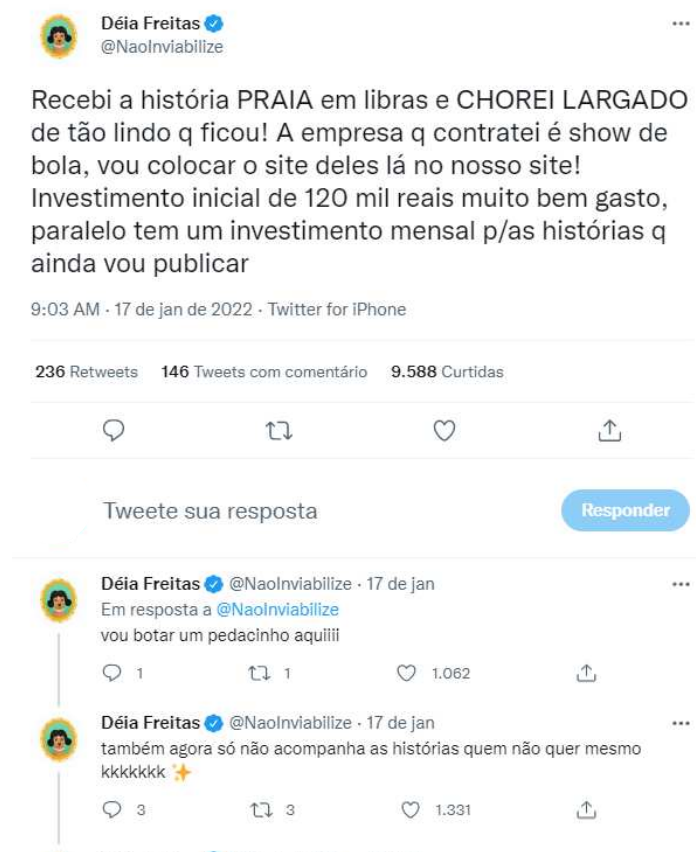 Déia Freitas
@NaoInviabilize
Recebi a história PRAIA em libras e CHOREI LARGADO
de tão lindo q ficou! A empresa q contratei é show de
bola, vou colocar o site deles lá no nosso site!
Investimento inicial de 120 mil reais muito bem gasto,
paralelo tem um investimento mensal p/as histórias q
ainda vou publicar
9:03 AM · 17 de jan de 2022 · Twitter for iPhone
236 Retweets 146 Tweets com comentário 9.588 Curtidas
Tweete sua resposta Responder
Déia Freitas @NaoInviabilize · 17 de jan
Em resposta a @NaoInviabilize
vou botar um pedacinho aquiiii
1 1 1.062
Déia Freitas @NaoInviabilize · 17 de jan
também agora só não acompanha as histórias quem não quer mesmo
kkkkkkk ✨
3 3 1.331